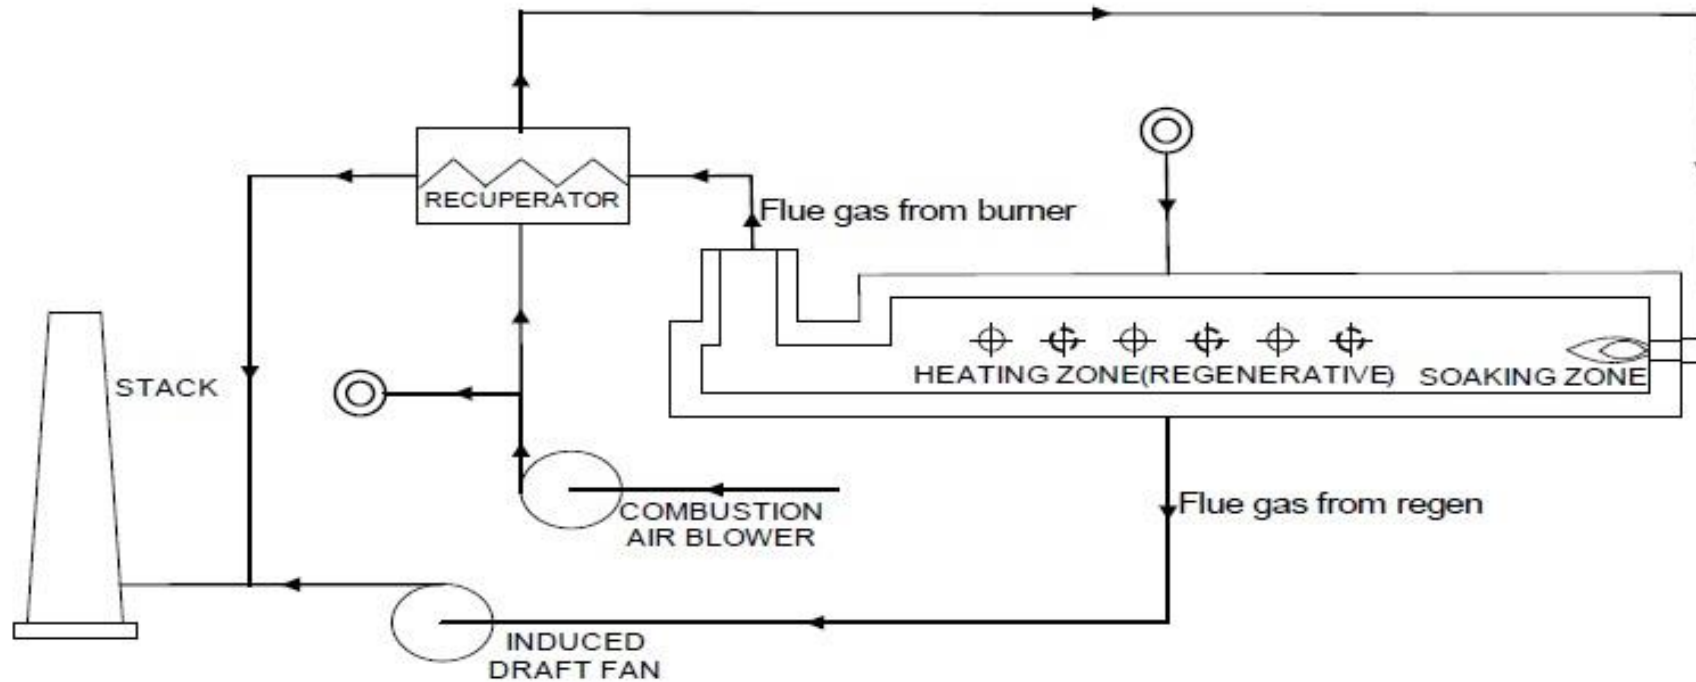 RECUPERATOR
Flue gas from burner
HEATING ZONE(REGENERATIVE)
SOAKING ZONE
STACK
COMBUSTION
AIR BLOWER
Flue gas from regen
INDUCED
DRAFT FAN